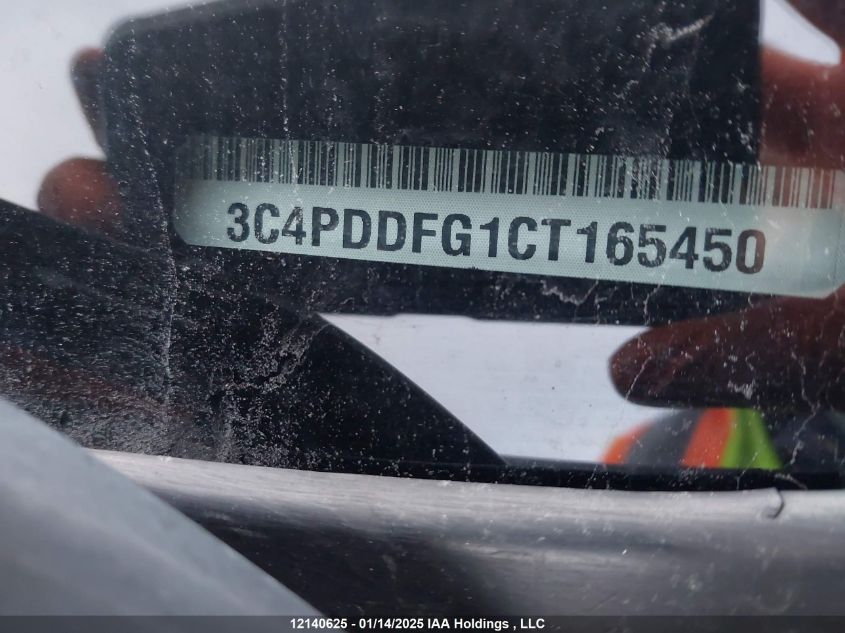 3C4PDDFG1CT165450
12140625 - 01/14/2025 IAA Holdings , LLC